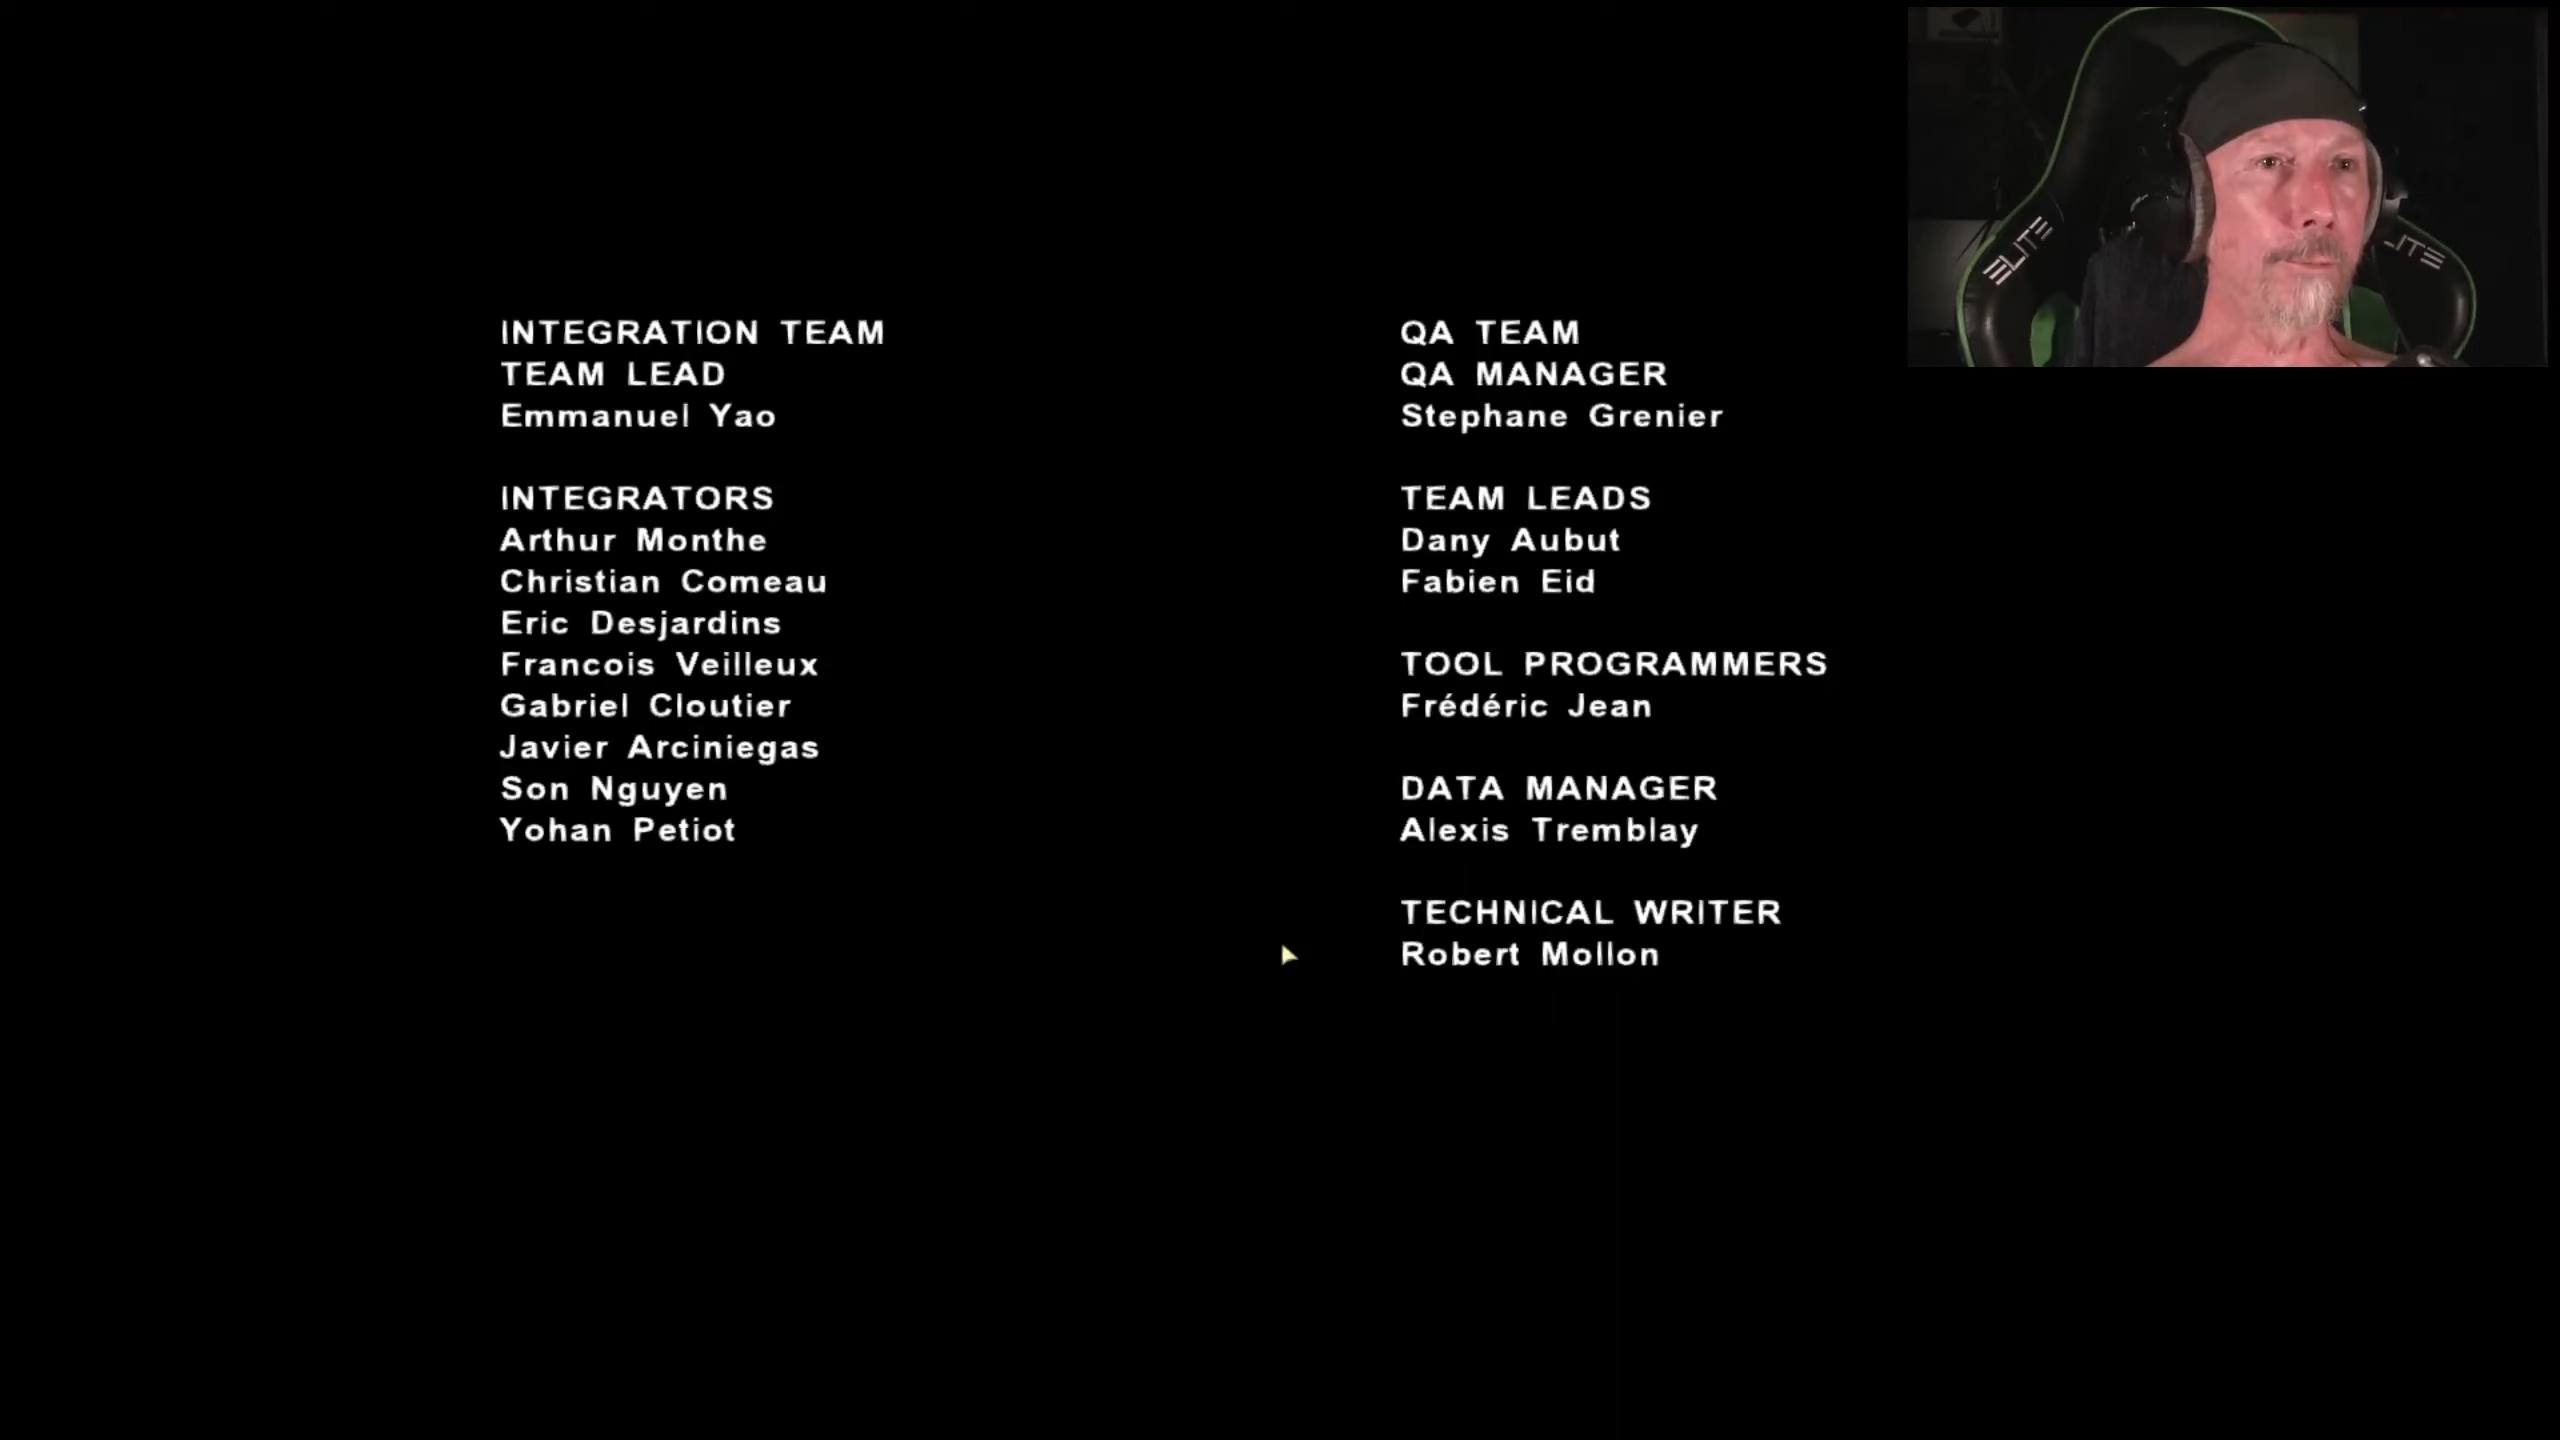 INTEGRATION TEAM
TEAM LEAD
Emmanuel Yao
INTEGRATORS
Arthur Monthe
Christian Comeau
Eric Desjardins
Francois Veilleux
Gabriel Cloutier
Javier Arciniegas
Son Nguyen
Yohan Petiot
QA TEAM
QA MANAGER
Stephane Grenier
TEAM LEADS
Dany Aubut
Fabien Eid
TOOL PROGRAMMERS
Frédéric Jean
DATA MANAGER
Alexis Tremblay
TECHNICAL WRITER
Robert Mollon
ELITE
LITE